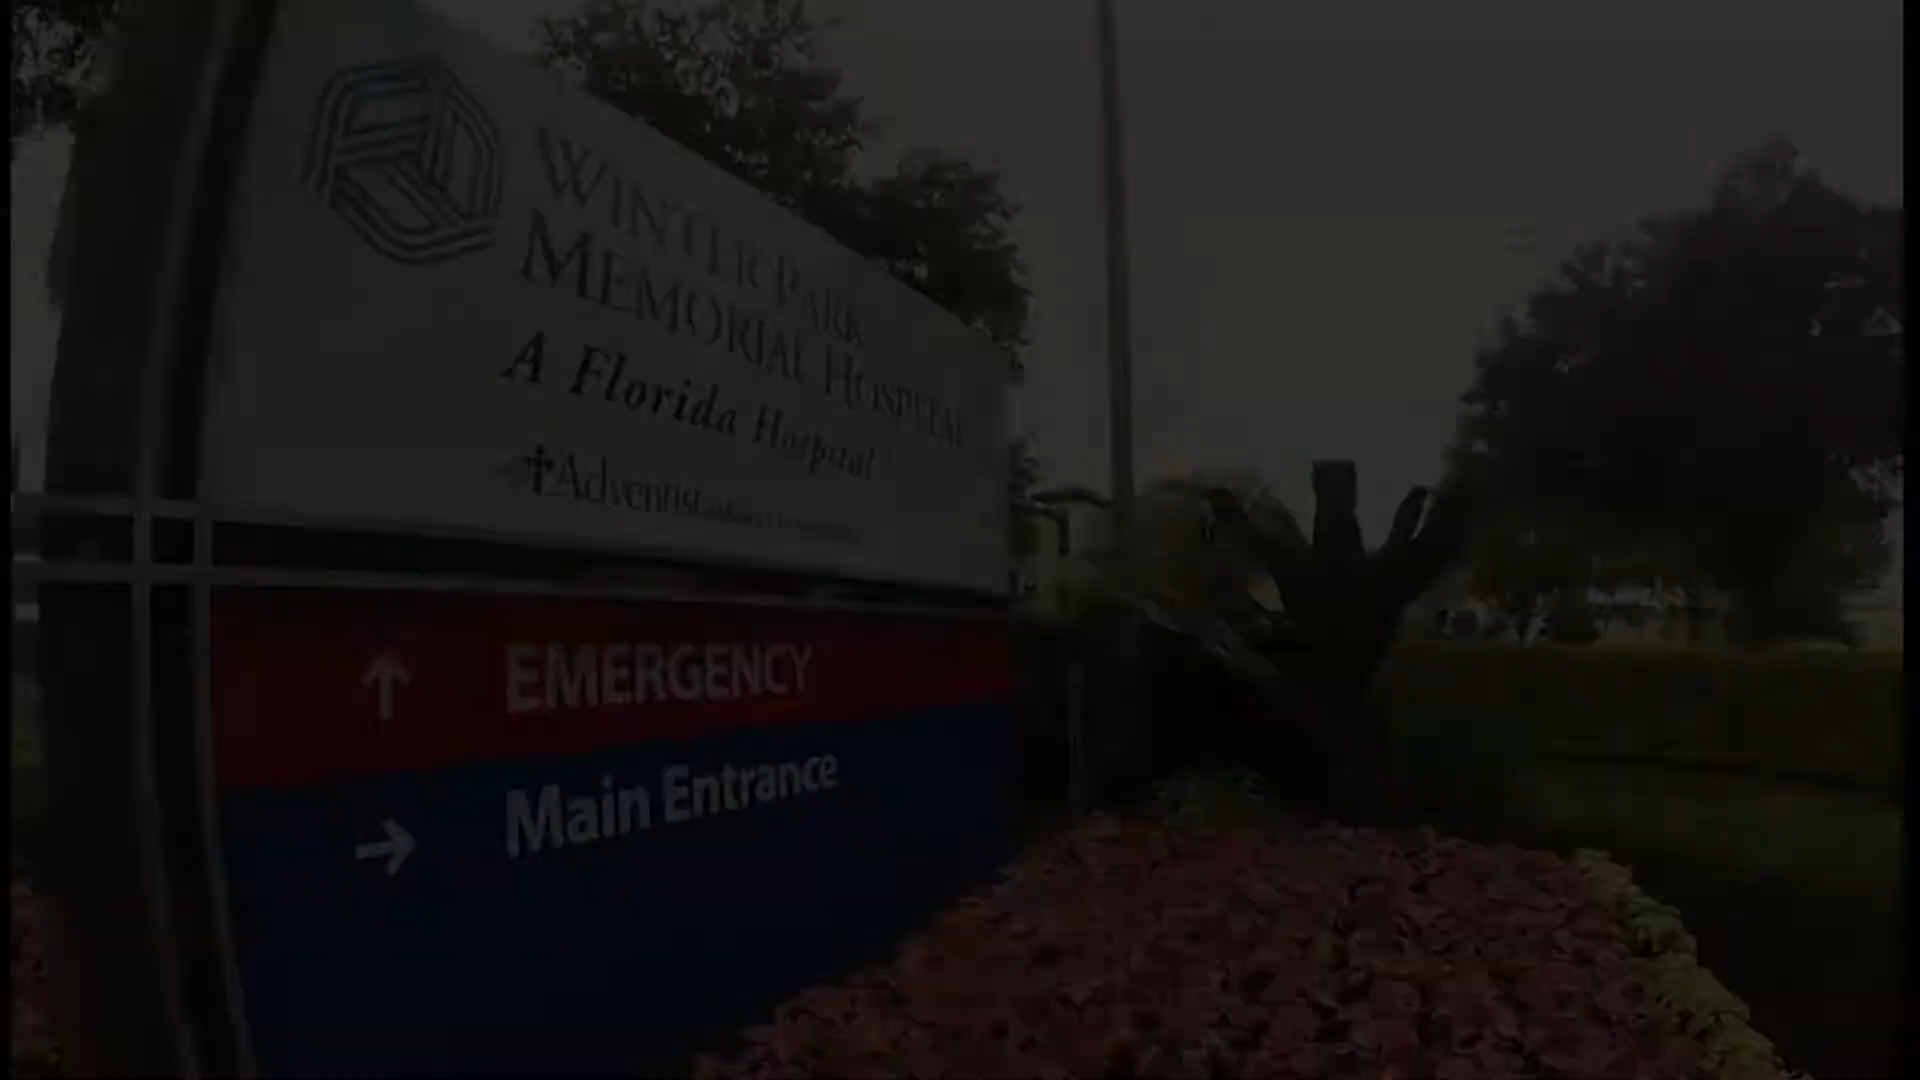 WINTER PARK
MEMORIAL HOSPITAL
A Florida Hospital
Adventist
EMERGENCY
Main Entrance